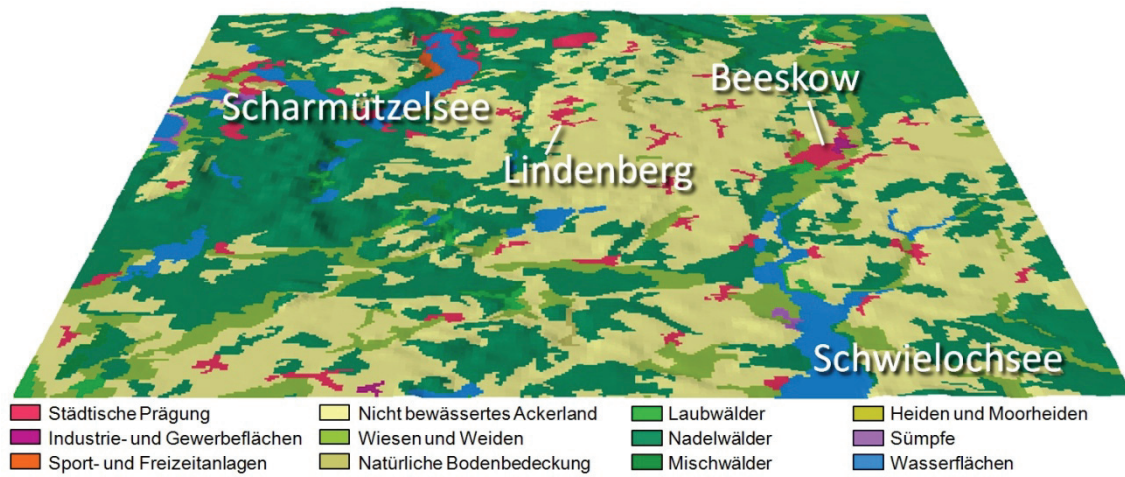 Beeskow
Scharmützelsee
Lindenberg
Schwielochsee
Städtische Prägung
Industrie- und Gewerbeflächen
Sport- und Freizeitanlagen
Nicht bewässertes Ackerland
Wiesen und Weiden
Natürliche Bodenbedeckung
Laubwälder
Nadelwälder
Mischwälder
Heiden und Moorheiden
Sümpfe
Wasserflächen